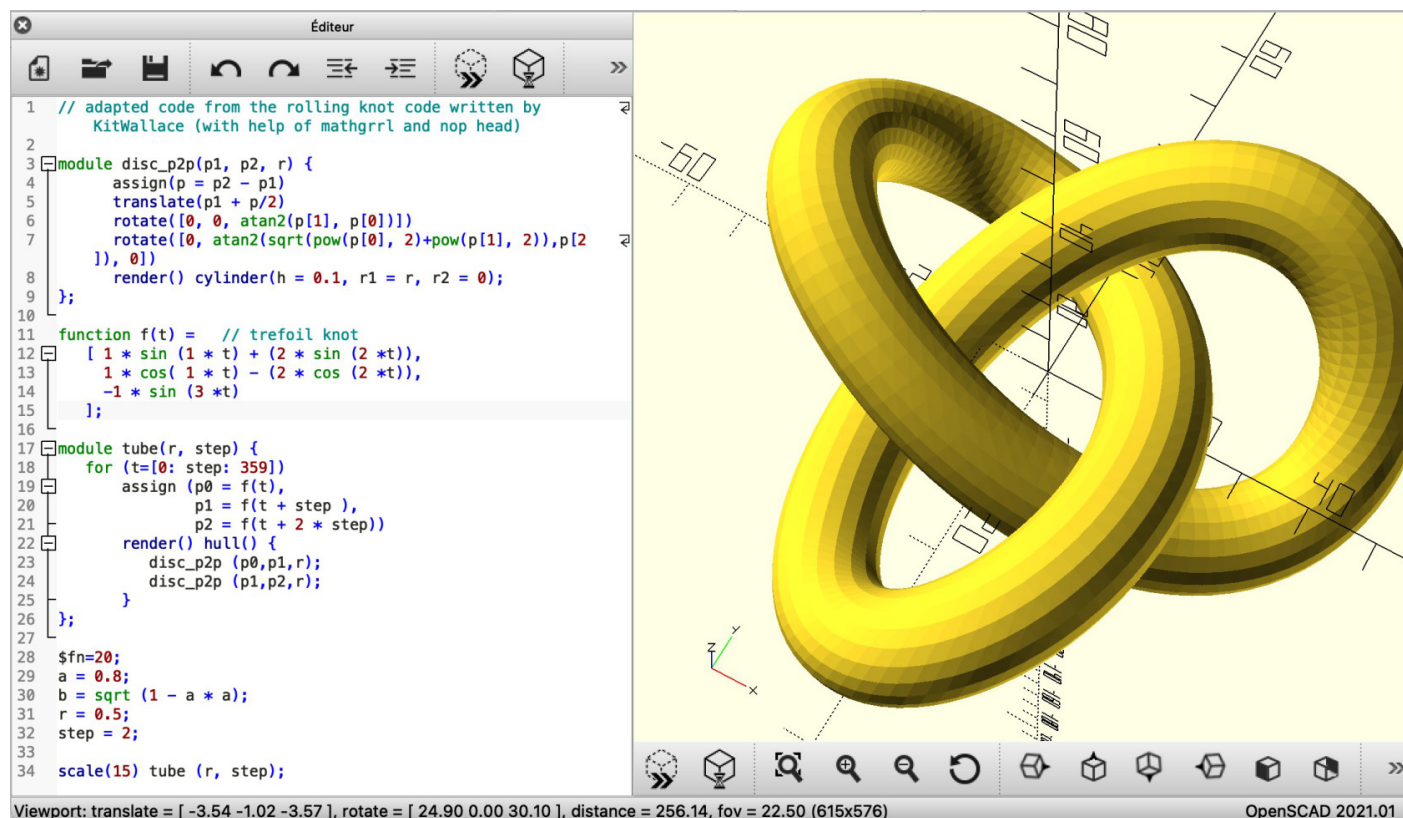 Éditeur
1 // adapted code from the rolling knot code written by
KitWallace (with help of mathgrrl and nop head)
2
3 module disc_p2p(p1, p2, r) {
4 assign(p = p2 - p1)
5 translate(p1 + p/2)
6 rotate([0, 0, atan2(p[1], p[0])])
7 rotate([0, atan2(sqrt(pow(p[0], 2)+pow(p[1], 2)),p[2
]), 0])
8 render() cylinder(h = 0.1, r1 = r, r2 = 0);
9 };
10
11 function f(t) = // trefoil knot
12 [ 1 * sin (1 * t) + (2 * sin (2 *t)),
13 1 * cos( 1 * t) - (2 * cos (2 *t)),
14 -1 * sin (3 *t)
15 ];
16
17 module tube(r, step) {
18 for (t=[0: step: 359])
19 assign (p0 = f(t),
20 p1 = f(t + step ),
21 p2 = f(t + 2 * step))
22 render() hull() {
23 disc_p2p (p0,p1,r);
24 disc_p2p (p1,p2,r);
25 }
26 };
27
28 $fn=20;
29 a = 0.8;
30 b = sqrt (1 - a * a);
31 r = 0.5;
32 step = 2;
33
34 scale(15) tube (r, step);
-60
Z
Y
X
Viewport: translate = [ -3.54 -1.02 -3.57 ], rotate = [ 24.90 0.00 30.10 ], distance = 256.14, fov = 22.50 (615x576)
OpenSCAD 2021.01